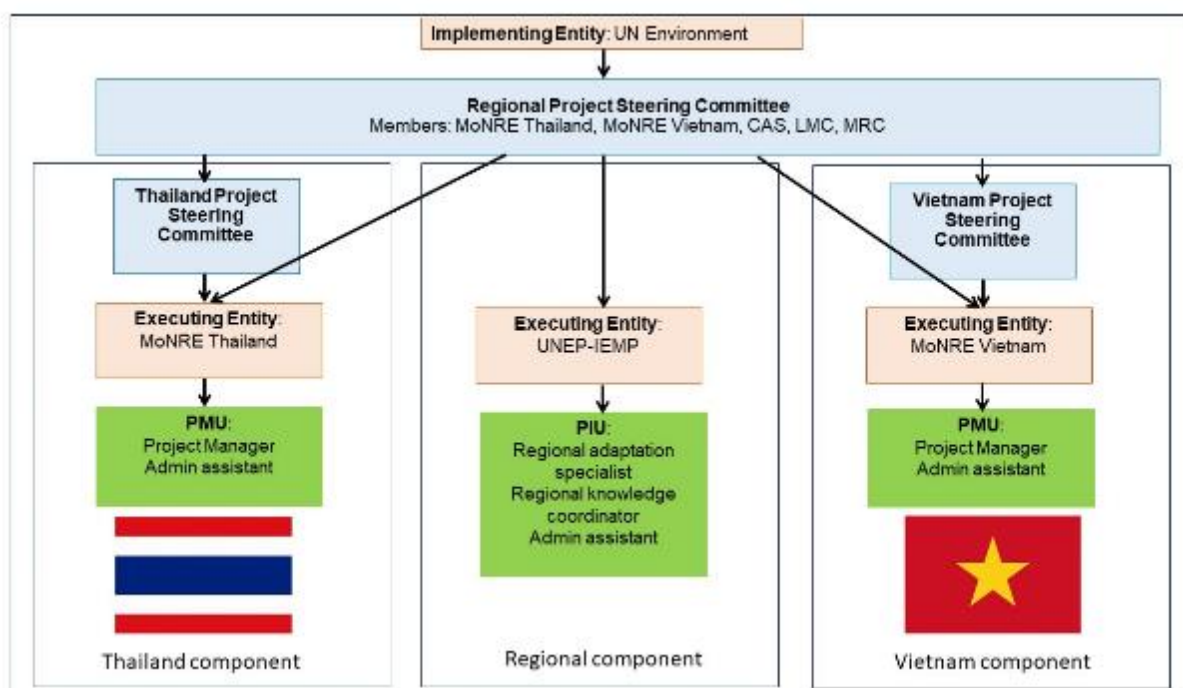 Implementing Entity: UN Environment
Regional Project Steering Committee
Members: MoNRE Thailand, MoNRE Vietnam, CAS, LMC, MRC
Thailand Project
Steering
Committee
Vietnam Project
Steering
Committee
Executing Entity:
MoNRE Thailand
Executing Entity:
UNEP-IEMP
Executing Entity:
MoNRE Vietnam
PMU:
Project Manager
Admin assistant
PIU:
Regional adaptation
specialist
Regional knowledge
coordinator
Admin assistant
PMU:
Project Manager
Admin assistant
Thailand component
Regional component
Vietnam component